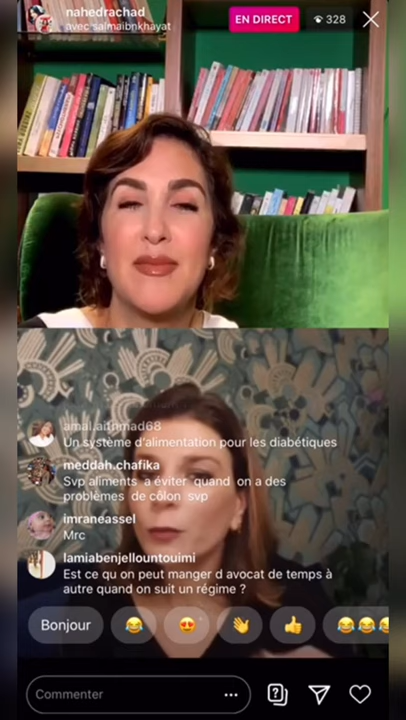 nahedrachad
avec salmaibnkhayat
EN DIRECT
328
Un système d'alimentation pour les diabétiques
meddah.chafika
Svp aliments a éviter quand on a des
problèmes de côlon svp
imraneassel
Mrc
lamiabenjellountouimi
Est ce qu on peut manger d avocat de temps à
autre quand on suit un régime ?
Bonjour
Commenter